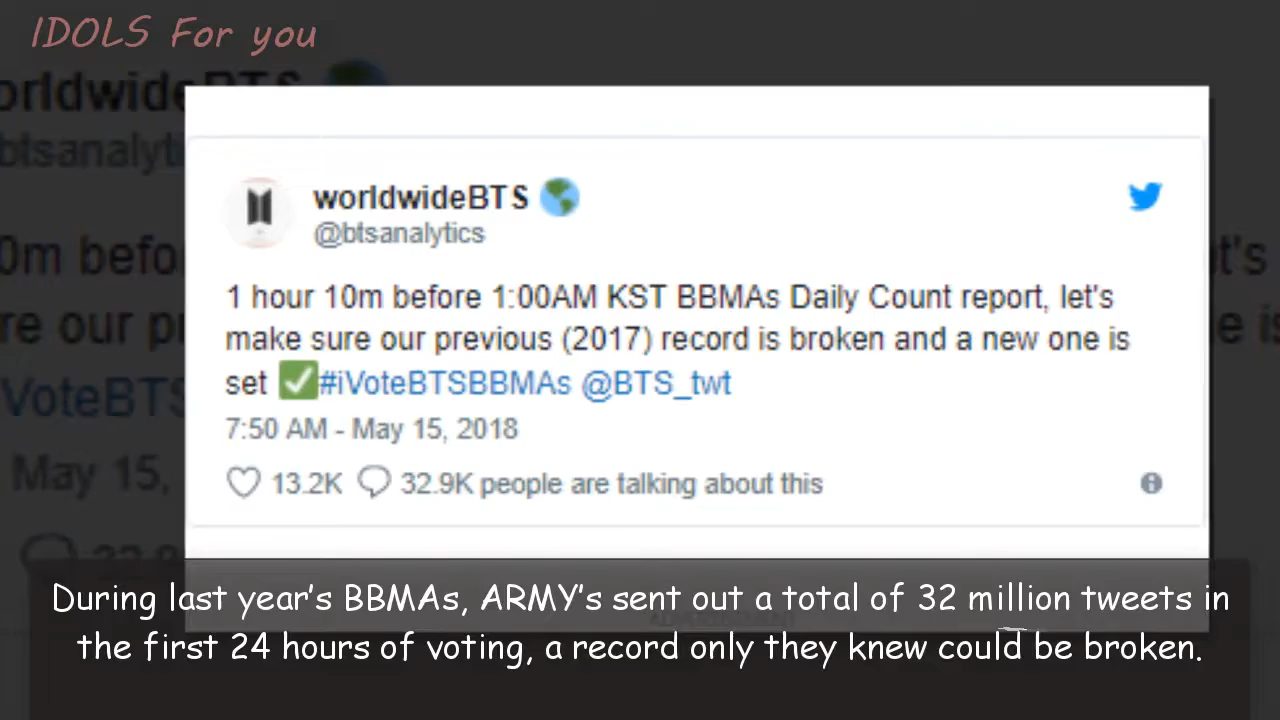 IDOLS For you
worldwideBTS
@btsanalytics
1 hour 10m before 1:00AM KST BBMAs Daily Count report, let's
make sure our previous (2017) record is broken and a new one is
set ✅#iVoteBTSBBMAs @BTS_twt
7:50 AM - May 15, 2018
13.2K 32.9K people are talking about this
During last year's BBMAs, ARMY's sent out a total of 32 million tweets in
the first 24 hours of voting, a record only they knew could be broken.